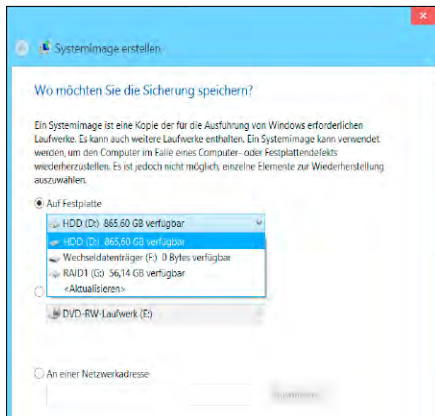 Systemimage erstellen
Wo möchten Sie die Sicherung speichern?
Ein Systemimage ist eine Kopie der für die Ausführung von Windows erforderlichen
Laufwerke. Es kann auch weitere Laufwerke enthalten. Ein Systemimage kann verwendet
werden, um den Computer im Falle eines Computer- oder Festplattendefekts
wiederherzustellen. Es ist jedoch nicht möglich, einzelne Elemente zur Wiederherstellung
auszuwählen.
Auf Festplatte
HDD (D:) 865,60 GB verfügbar
HDD (D:) 865,60 GB verfügbar
Wechseldatenträger (F:) 0 Bytes verfügbar
RAID1 (G:) 56,14 GB verfügbar
<Aktualisieren>
DVD-RW-Laufwerk (E:)
An einer Netzwerkadresse